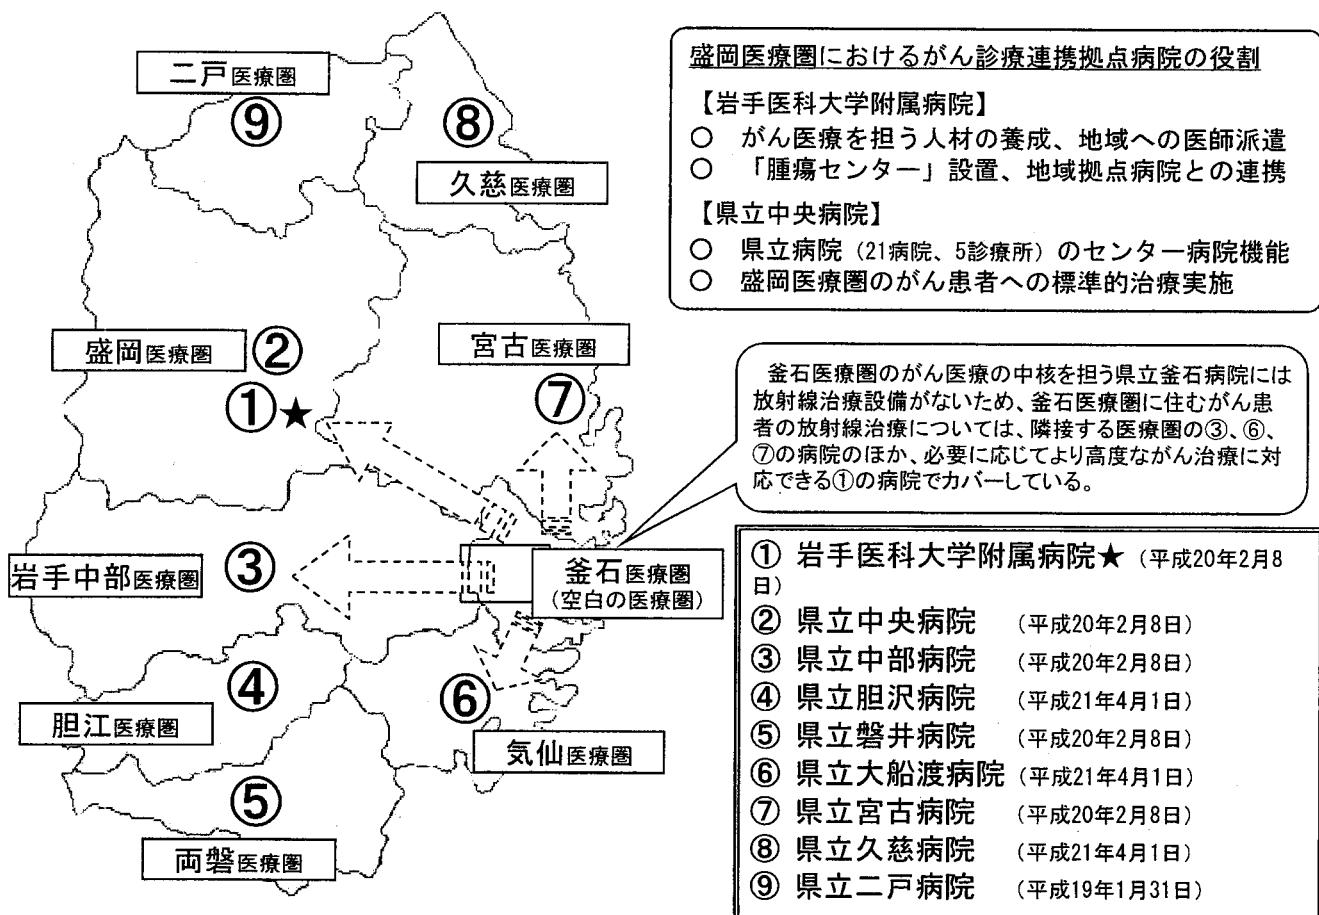 二戸医療圏
⑨
⑧
久慈医療圏
盛岡医療圏
②
①★
宮古医療圏
⑦
岩手中部医療圏
③
釜石医療圏
(空白の医療圏)
④
胆江医療圏
⑥
気仙医療圏
⑤
両磐医療圏
盛岡医療圏におけるがん診療連携拠点病院の役割
【岩手医科大学附属病院】
○ がん医療を担う人材の養成、地域への医師派遣
○ 「腫瘍センター」設置、地域拠点病院との連携
【県立中央病院】
○ 県立病院（21病院、5診療所）のセンター病院機能
○ 盛岡医療圏のがん患者への標準的治療実施
釜石医療圏のがん医療の中核を担う県立釜石病院には
放射線治療設備がないため、釜石医療圏に住むがん患
者の放射線治療については、隣接する医療圏の③、⑥、
⑦の病院のほか、必要に応じてより高度ながん治療に対
応できる①の病院でカバーしている。
① 岩手医科大学附属病院★（平成20年2月8
日）
② 県立中央病院 （平成20年2月8日）
③ 県立中部病院 （平成20年2月8日）
④ 県立胆沢病院 （平成21年4月1日）
⑤ 県立磐井病院 （平成20年2月8日）
⑥ 県立大船渡病院（平成21年4月1日）
⑦ 県立宮古病院 （平成20年2月8日）
⑧ 県立久慈病院 （平成21年4月1日）
⑨ 県立二戸病院 （平成19年1月31日）